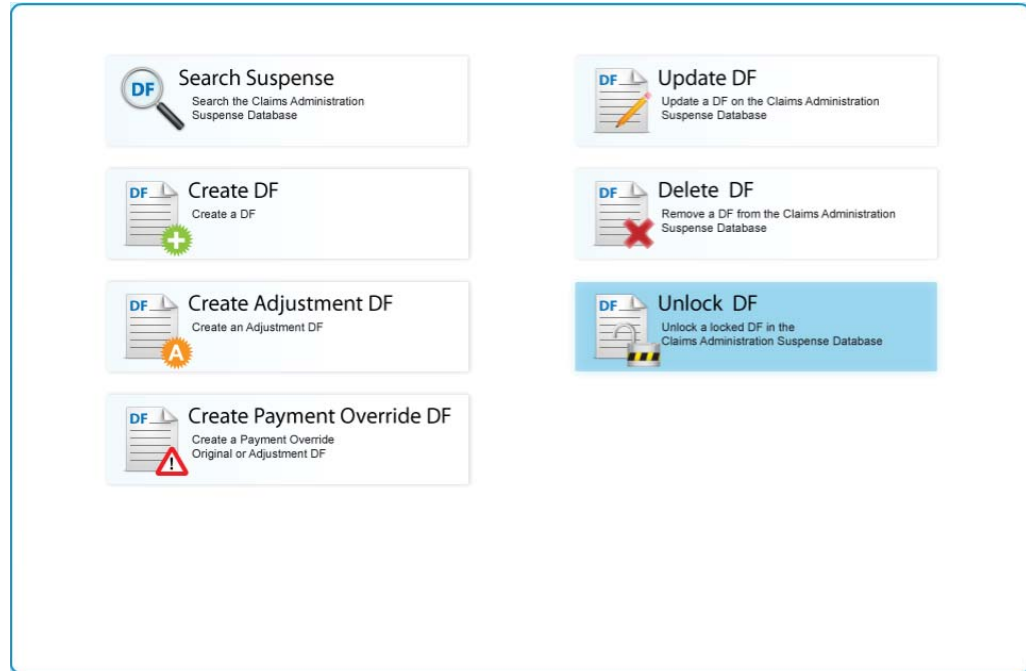 DF
Search Suspense
Search the Claims Administration
Suspense Database
DF
Create DF
Create a DF
DF
A
Create Adjustment DF
Create an Adjustment DF
DF
!
Create Payment Override DF
Create a Payment Override
Original or Adjustment DF
DF
Update DF
Update a DF on the Claims Administration
Suspense Database
DF
Delete DF
Remove a DF from the Claims Administration
Suspense Database
DF
Unlock DF
Unlock a locked DF in the
Claims Administration Suspense Database